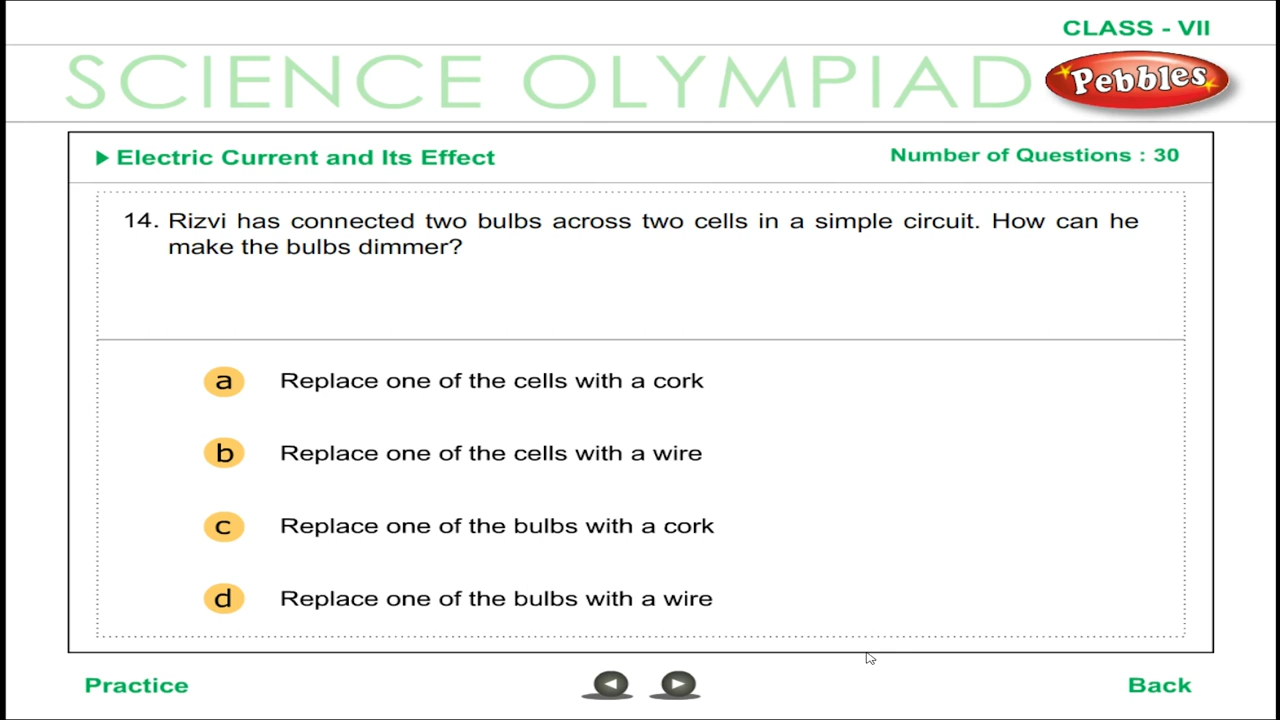 CLASS - VII
SCIENCE OLYMPIAD
Pebbles
Electric Current and Its Effect
Number of Questions : 30
14. Rizvi has connected two bulbs across two cells in a simple circuit. How can he
make the bulbs dimmer?
a Replace one of the cells with a cork
b Replace one of the cells with a wire
c Replace one of the bulbs with a cork
d Replace one of the bulbs with a wire
Practice
Back